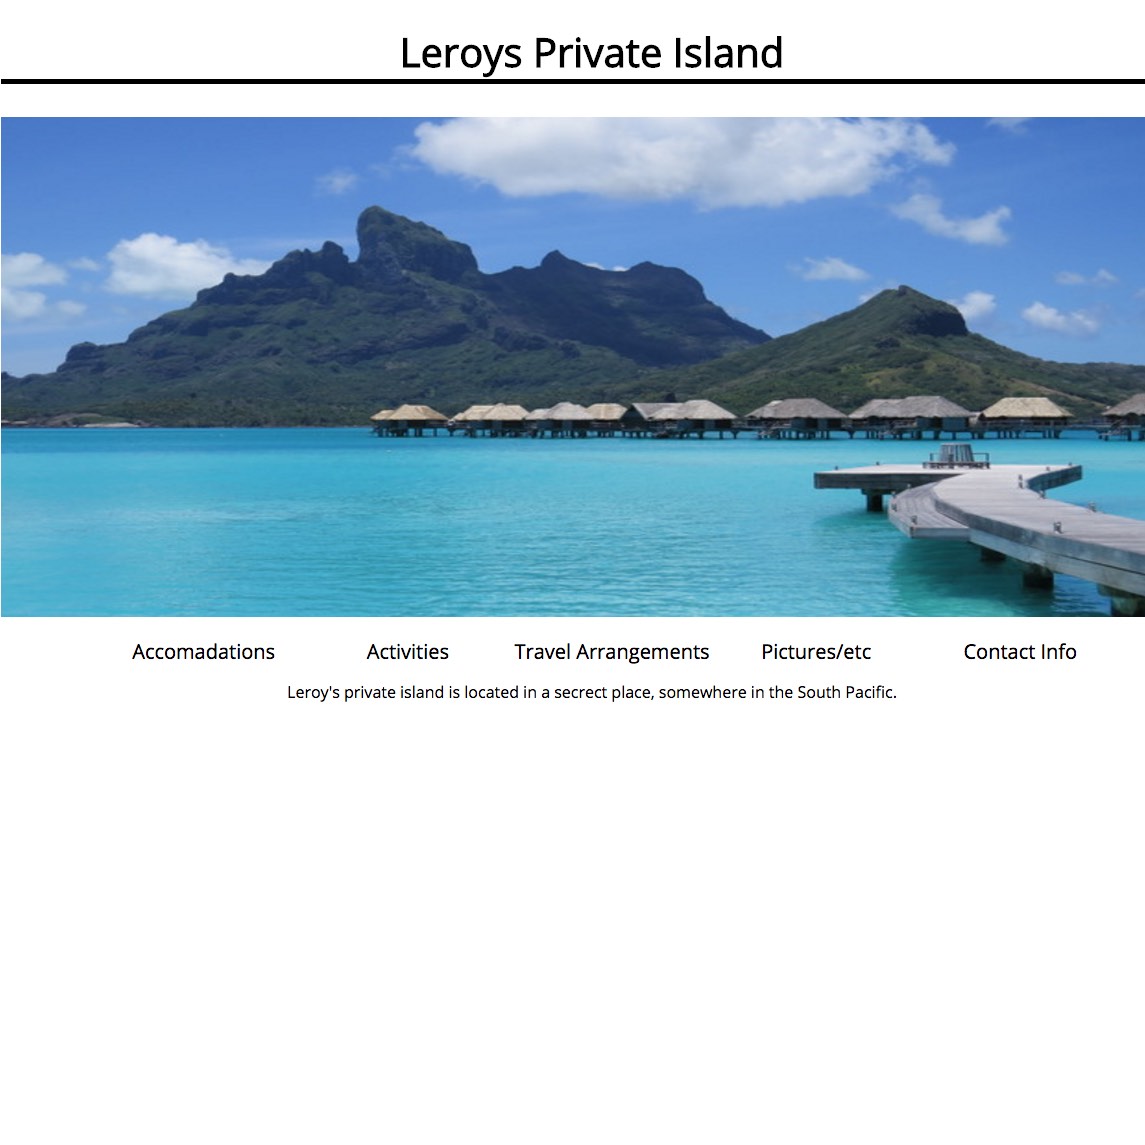 Leroys Private Island
Accomadations Activities Travel Arrangements Pictures/etc Contact Info
Leroy's private island is located in a secrect place, somewhere in the South Pacific.